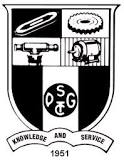 S
P G
C
T
KNOWLEDGE AND SERVICE
1951